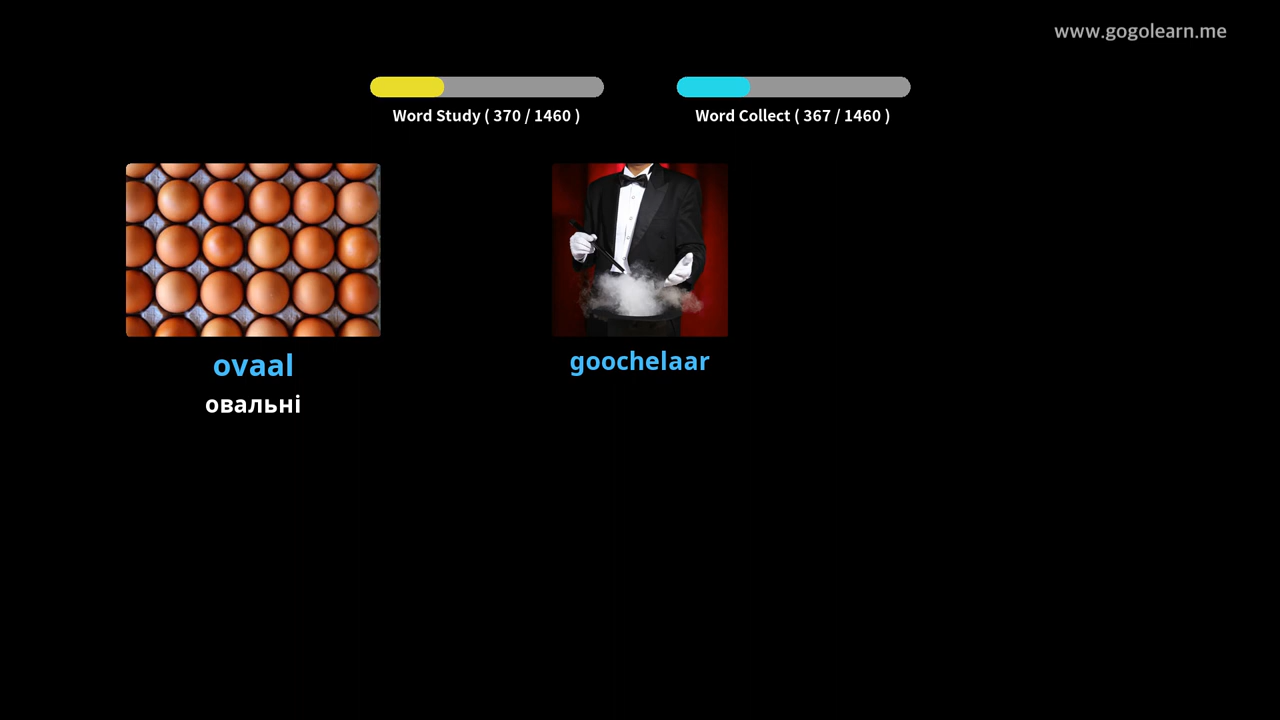 www.gogolearn.me
Word Study ( 370 / 1460 )
Word Collect ( 367 / 1460 )
ovaal
goochelaar
овальні